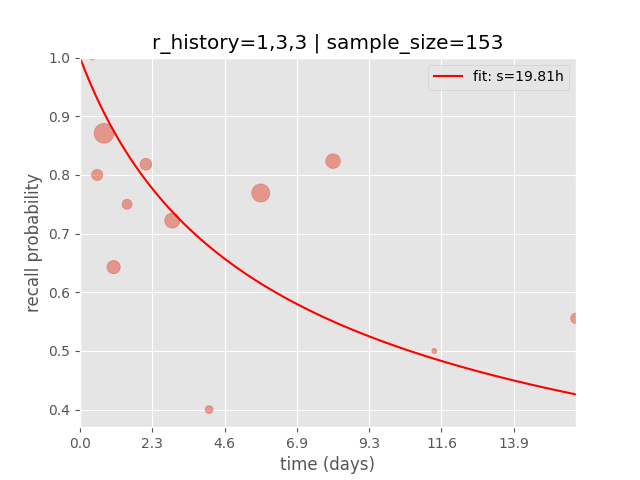 r_history=1,3,3 | sample_size=153
fit: s=19.81h
1.0
0.9
0.8
0.7
0.6
0.5
0.4
recall probability
0.0 2.3 4.6 6.9 9.3 11.6 13.9
time (days)